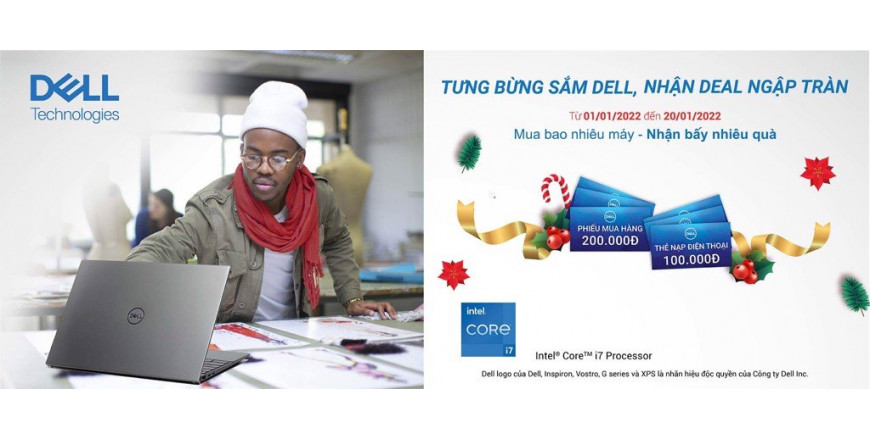 DELL
Technologies
DELL
TƯNG BỪNG SẮM DELL, NHẬN DEAL NGẬP TRÀN
Từ 01/01/2022 đến 20/01/2022
Mua bao nhiêu máy - Nhận bấy nhiêu quà
DELL
PHIẾU MUA HÀNG
200.000Đ
DELL
THẺ NẠP ĐIỆN THOẠI
100.000Đ
intel
CORE
i7
Intel® Core™ i7 Processor
Dell logo của Dell, Inspiron, Vostro, G series và XPS là nhãn hiệu độc quyền của Công ty Dell Inc.